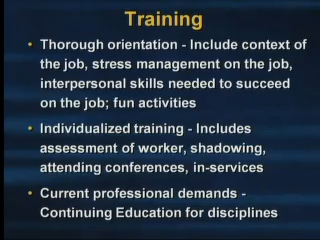 Training
• Thorough orientation - Include context of
the job, stress management on the job,
interpersonal skills needed to succeed
on the job; fun activities
• Individualized training - Includes
assessment of worker, shadowing,
attending conferences, in-services
• Current professional demands -
Continuing Education for disciplines